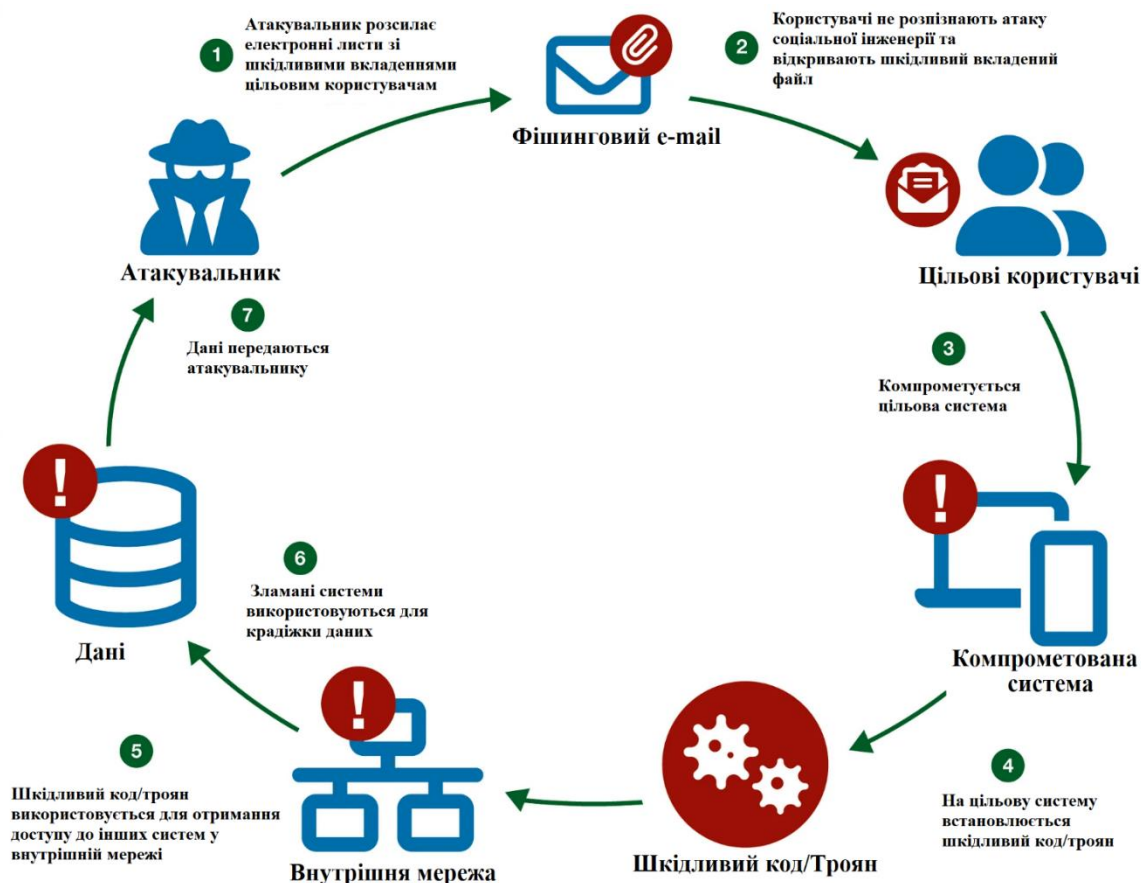 1
Атакувальник розсилає
електронні листи зі
шкідливими вкладеннями
цільовим користувачам
Фішинговий e-mail
2
Користувачі не розпізнають атаку
соціальної інженерії та
відкривають шкідливий вкладений
файл
Цільові користувачі
3
Компрометується
цільова система
Компрометована
система
4
На цільову систему
встановлюється
шкідливий код/троян
Шкідливий код/Троян
5
Шкідливий код/троян
використовується для отримання
доступу до інших систем у
внутрішній мережі
Внутрішня мережа
6
Зламані системи
використовуються для
крадіжки даних
Дані
7
Дані передаються
атакувальнику
Атакувальник